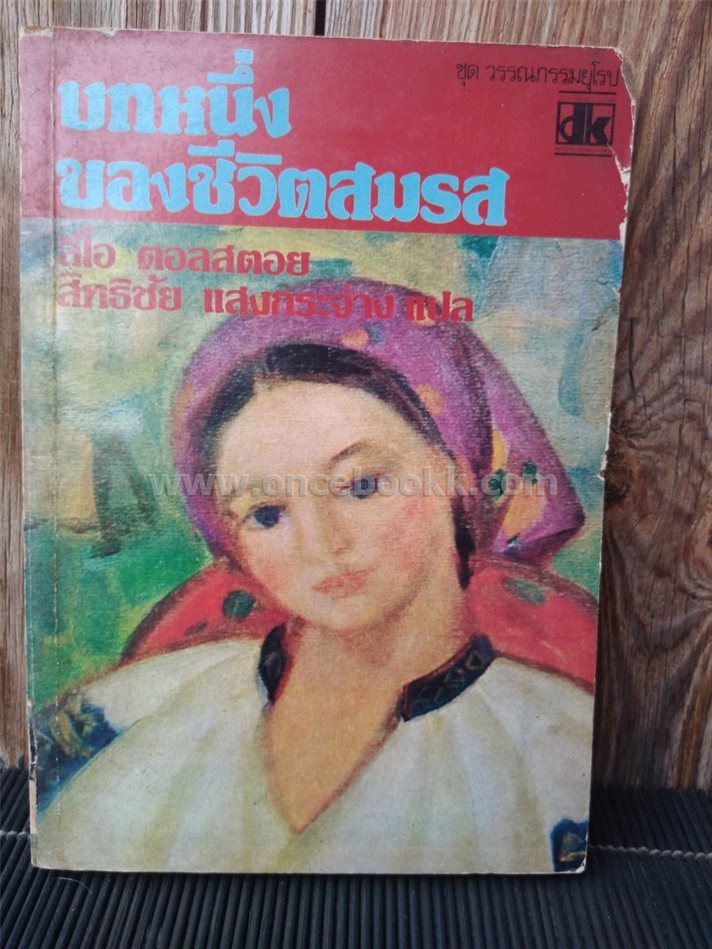 ชุด วรรณกรรมยุโรป
dk
บทหนึ่ง
ของชีวิตสมรส
ลีโอ ตอลสตอย
สิทธิชัย แสงกระจ่าง แปล
www.oncebookk.com